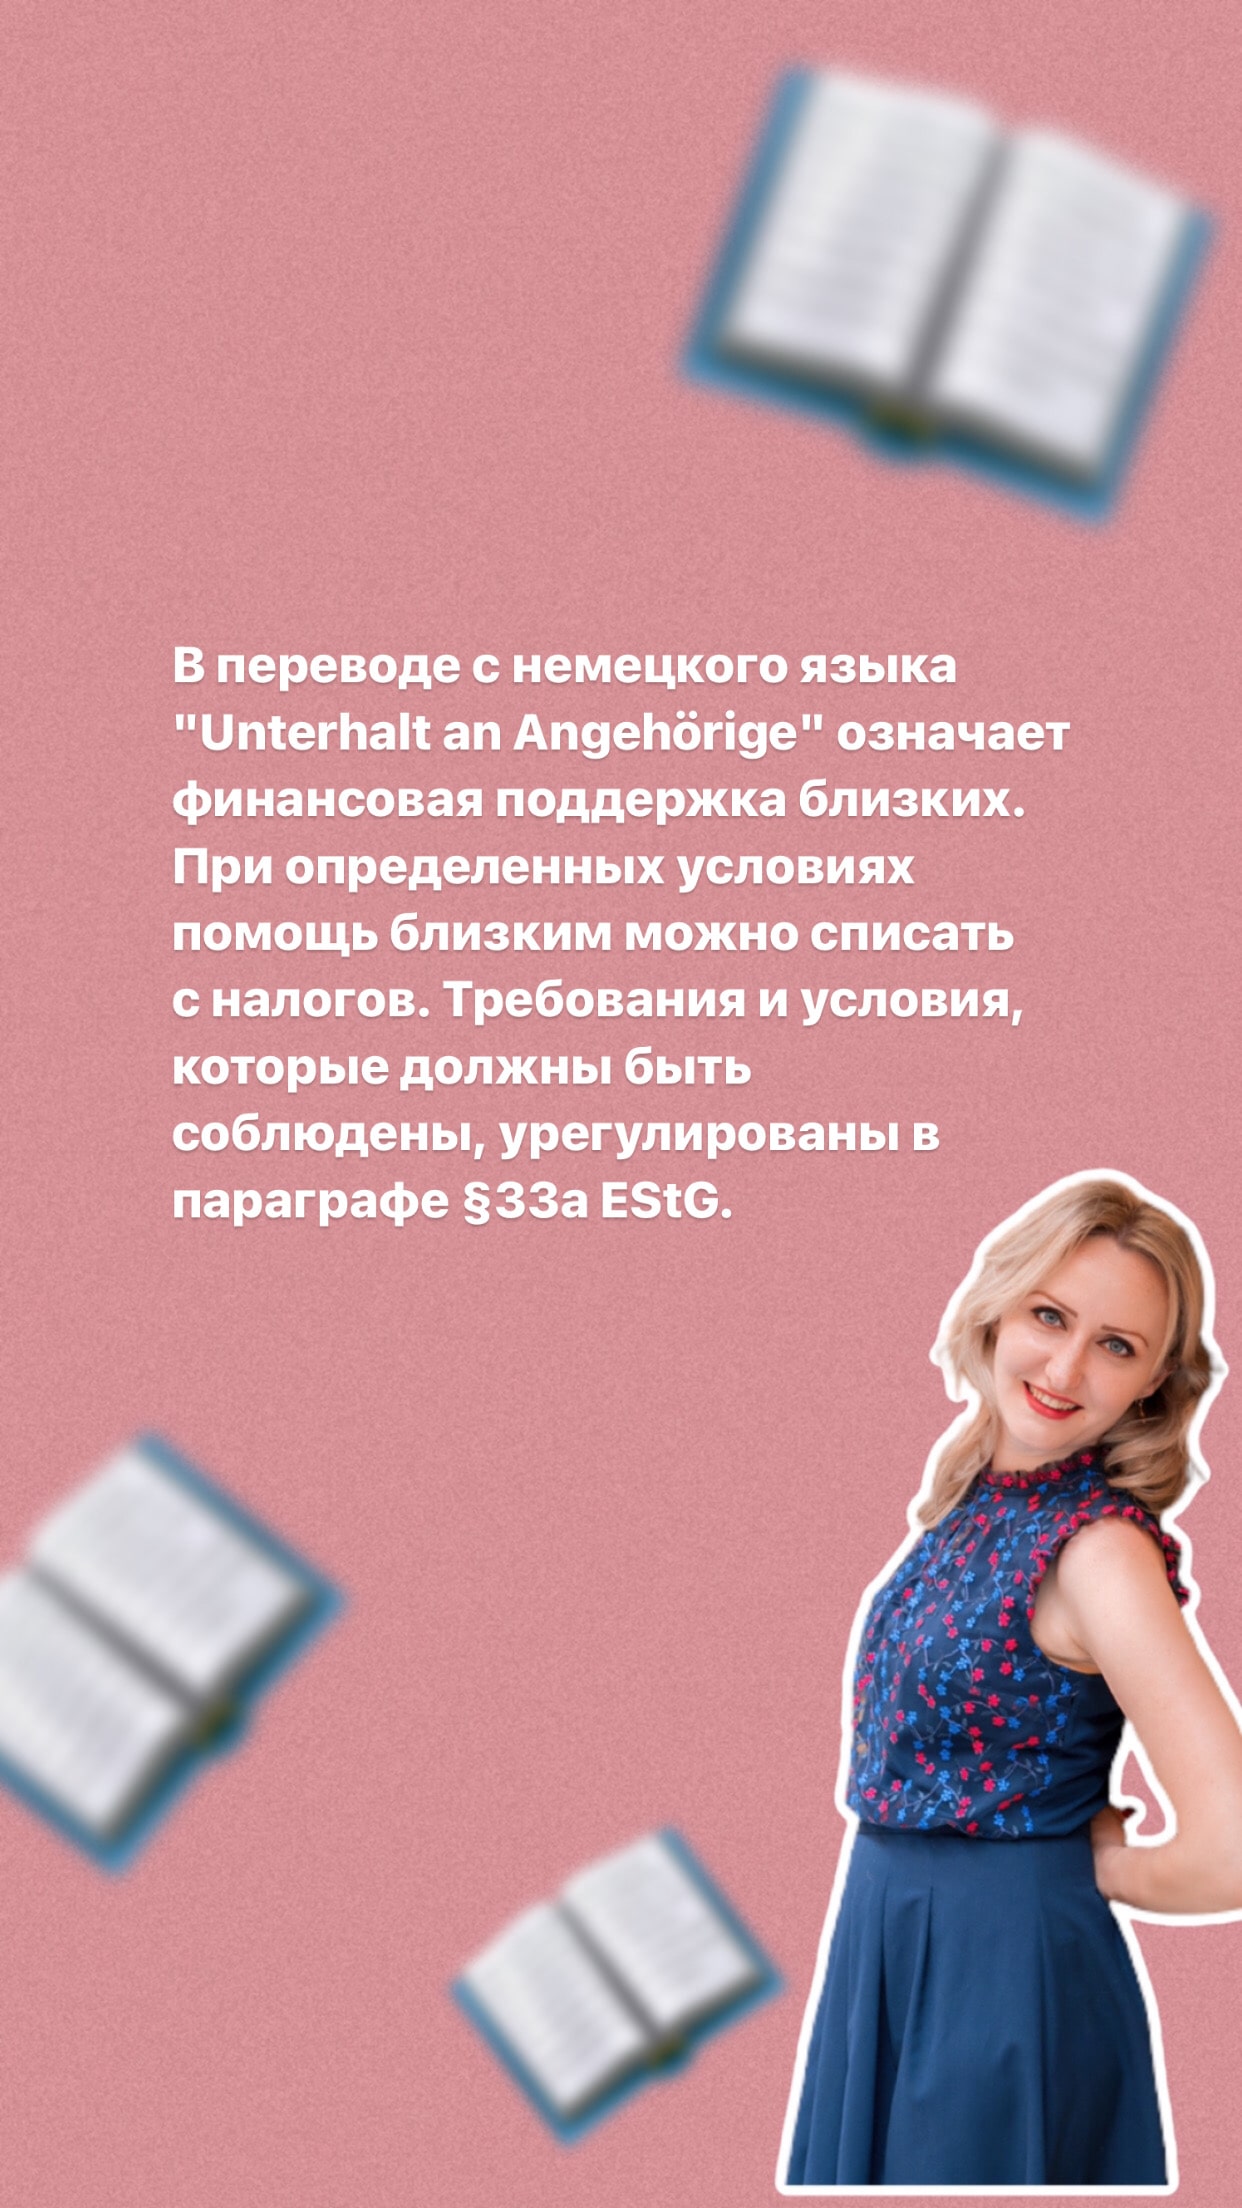 В переводе с немецкого языка
"Unterhalt an Angehörige" означает
финансовая поддержка близких.
При определенных условиях
помощь близким можно списать
с налогов. Требования и условия,
которые должны быть
соблюдены, урегулированы в
параграфе §33a EStG.